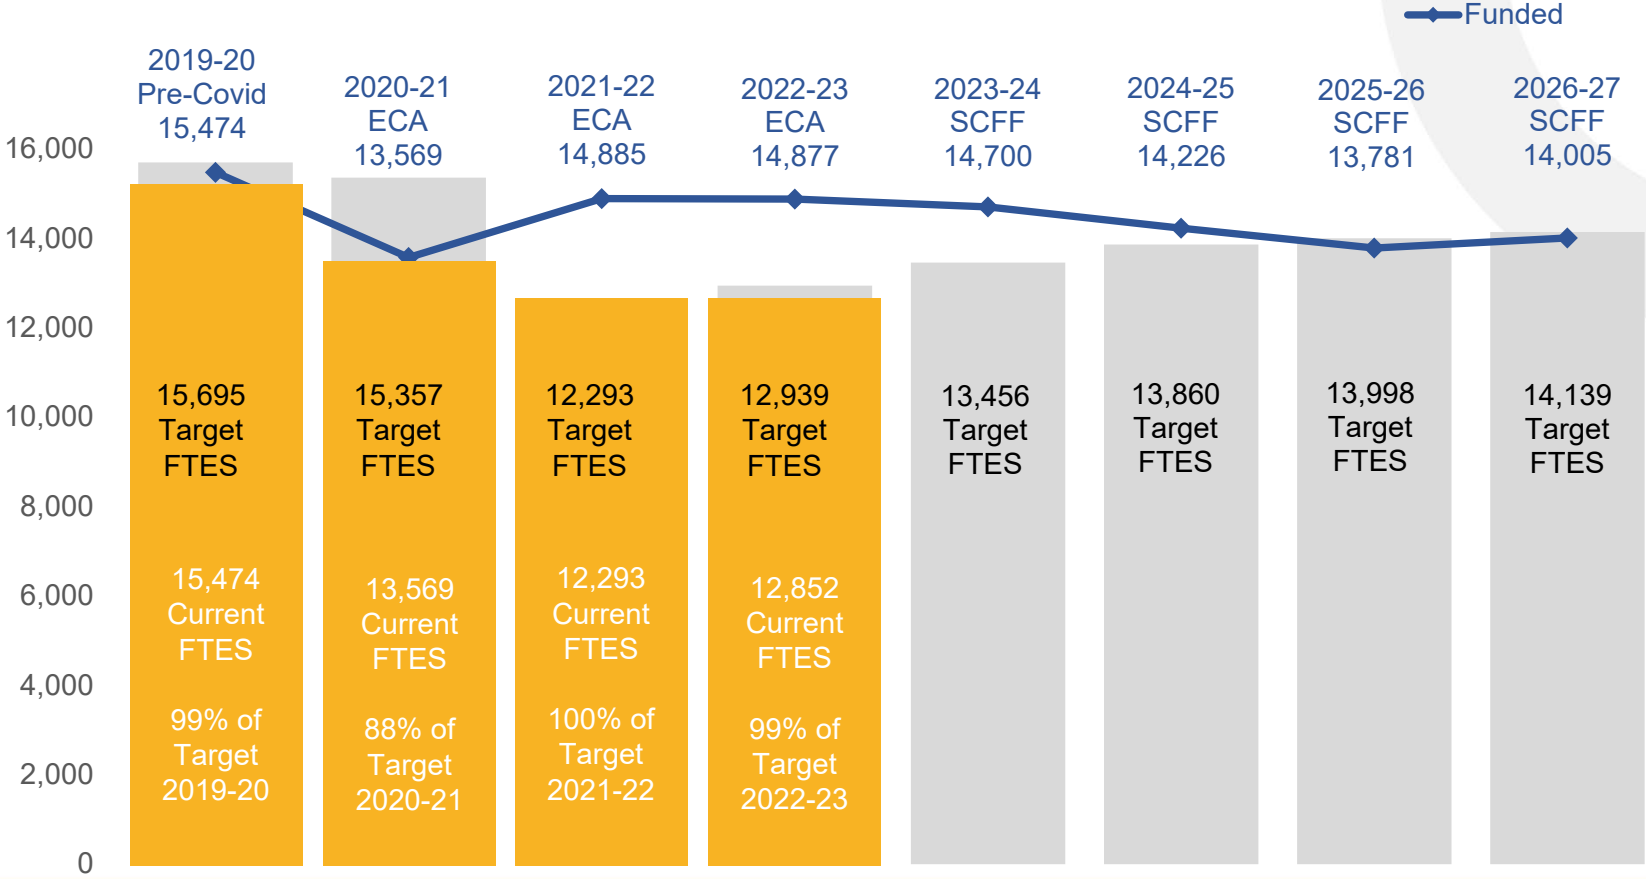 Funded
2019-20
Pre-Covid
15,474
2020-21
ECA
13,569
2021-22
ECA
14,885
2022-23
ECA
14,877
2023-24
SCFF
14,700
2024-25
SCFF
14,226
2025-26
SCFF
13,781
2026-27
SCFF
14,005
16,000
14,000
12,000
10,000
8,000
6,000
4,000
2,000
0
15,695
Target
FTES
15,357
Target
FTES
12,293
Target
FTES
12,939
Target
FTES
13,456
Target
FTES
13,860
Target
FTES
13,998
Target
FTES
14,139
Target
FTES
15,474
Current
FTES
13,569
Current
FTES
12,293
Current
FTES
12,852
Current
FTES
99% of
Target
2019-20
88% of
Target
2020-21
100% of
Target
2021-22
99% of
Target
2022-23